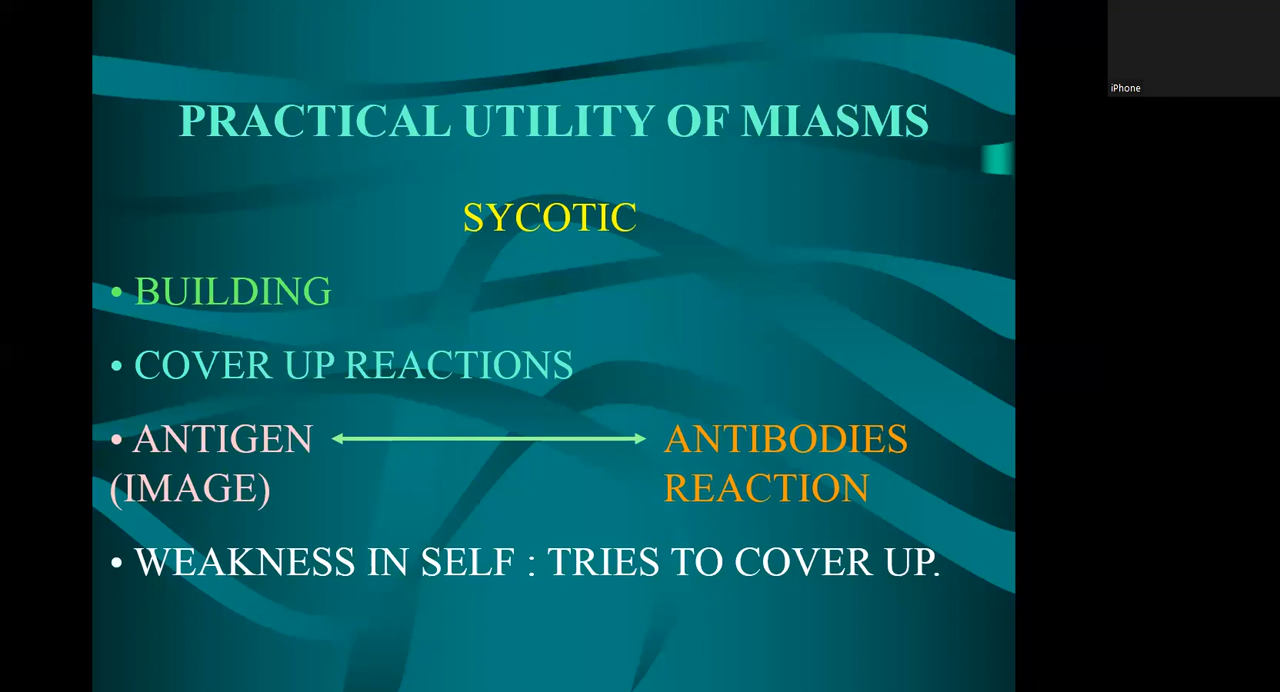 iPhone
PRACTICAL UTILITY OF MIASMS
SYCOTIC
• BUILDING
• COVER UP REACTIONS
• ANTIGEN ANTIBODIES
(IMAGE) REACTION
• WEAKNESS IN SELF : TRIES TO COVER UP.